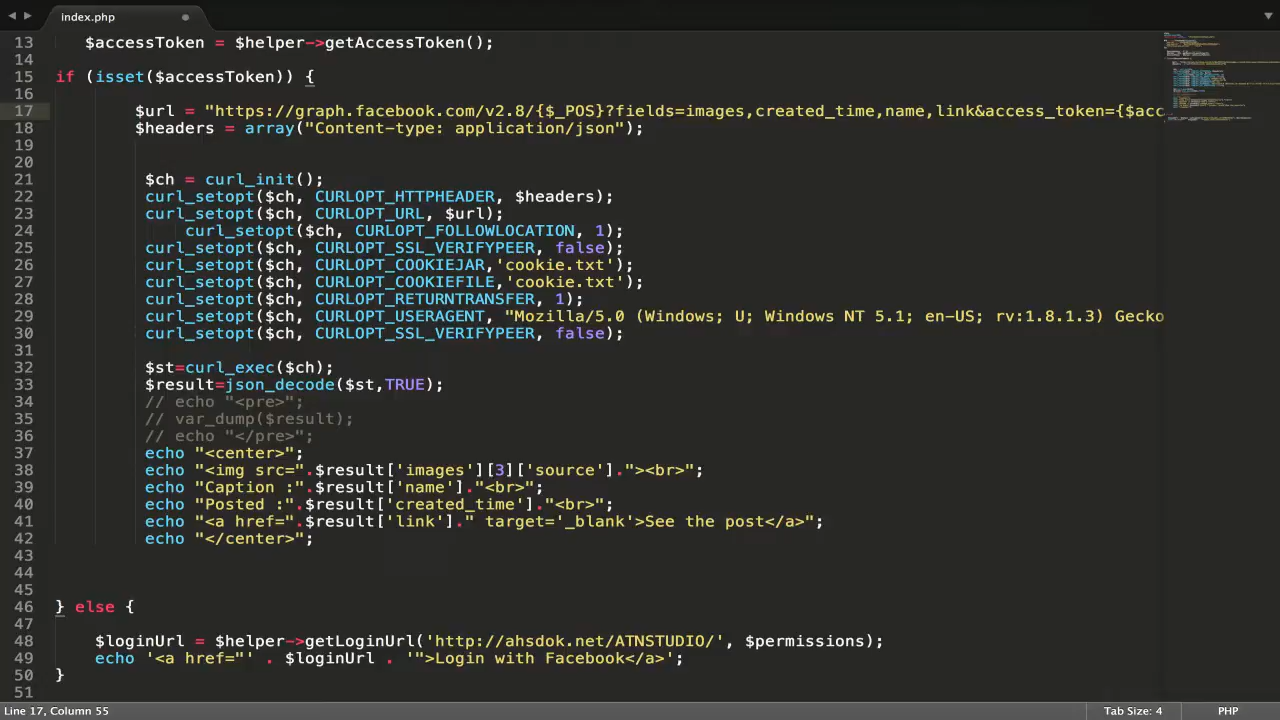 index.php
13 $accessToken = $helper->getAccessToken();
14
15 if (isset($accessToken)) {
16
17 $url = "https://graph.facebook.com/v2.8/{$_POS}?fields=images,created_time,name,link&access_token={$acc
18 $headers = array("Content-type: application/json");
19
20
21 $ch = curl_init();
22 curl_setopt($ch, CURLOPT_HTTPHEADER, $headers);
23 curl_setopt($ch, CURLOPT_URL, $url);
24 curl_setopt($ch, CURLOPT_FOLLOWLOCATION, 1);
25 curl_setopt($ch, CURLOPT_SSL_VERIFYPEER, false);
26 curl_setopt($ch, CURLOPT_COOKIEJAR,'cookie.txt');
27 curl_setopt($ch, CURLOPT_COOKIEFILE,'cookie.txt');
28 curl_setopt($ch, CURLOPT_RETURNTRANSFER, 1);
29 curl_setopt($ch, CURLOPT_USERAGENT, "Mozilla/5.0 (Windows; U; Windows NT 5.1; en-US; rv:1.8.1.3) Gecko
30 curl_setopt($ch, CURLOPT_SSL_VERIFYPEER, false);
31
32 $st=curl_exec($ch);
33 $result=json_decode($st,TRUE);
34 // echo "<pre>";
35 // var_dump($result);
36 // echo "</pre>";
37 echo "<center>";
38 echo "<img src=".$result['images'][3]['source']."><br>";
39 echo "Caption :".$result['name']."<br>";
40 echo "Posted :".$result['created_time']."<br>";
41 echo "<a href=".$result['link']." target='_blank'>See the post</a>";
42 echo "</center>";
43
44
45
46 } else {
47
48 $loginUrl = $helper->getLoginUrl('http://ahsdok.net/ATNSTUDIO/', $permissions);
49 echo '<a href="' . $loginUrl . '">Login with Facebook</a>';
50 }
51
Line 17, Column 55 Tab Size: 4 PHP